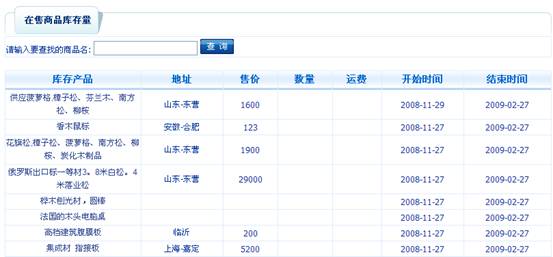 在售商品库存量
请输入要查找的商品名: 查 询
库存产品 地址 售价 数量 运费 开始时间 结束时间
供应菠萝格,樟子松、芬兰木、南方 山东-东营 1600 2008-11-29 2009-02-27
松、柳桉
香木鼠标 安徽-合肥 123 2008-11-27 2009-02-27
花旗松,樟子松、菠萝格、南方松、柳 山东-东营 1900 2008-11-27 2009-02-27
桉、炭化木制品
俄罗斯出口标一等材3。8米白松。4 山东-东营 29000 2008-11-27 2009-02-27
米落业松
桦木刨光材，圆棒 2008-11-27 2009-02-27
法国的木头电脑桌 2008-11-27 2009-02-27
高档建筑腹膜板 临沂 200 2008-11-27 2009-02-27
集成材 指接板 上海-嘉定 5200 2008-11-27 2009-02-27